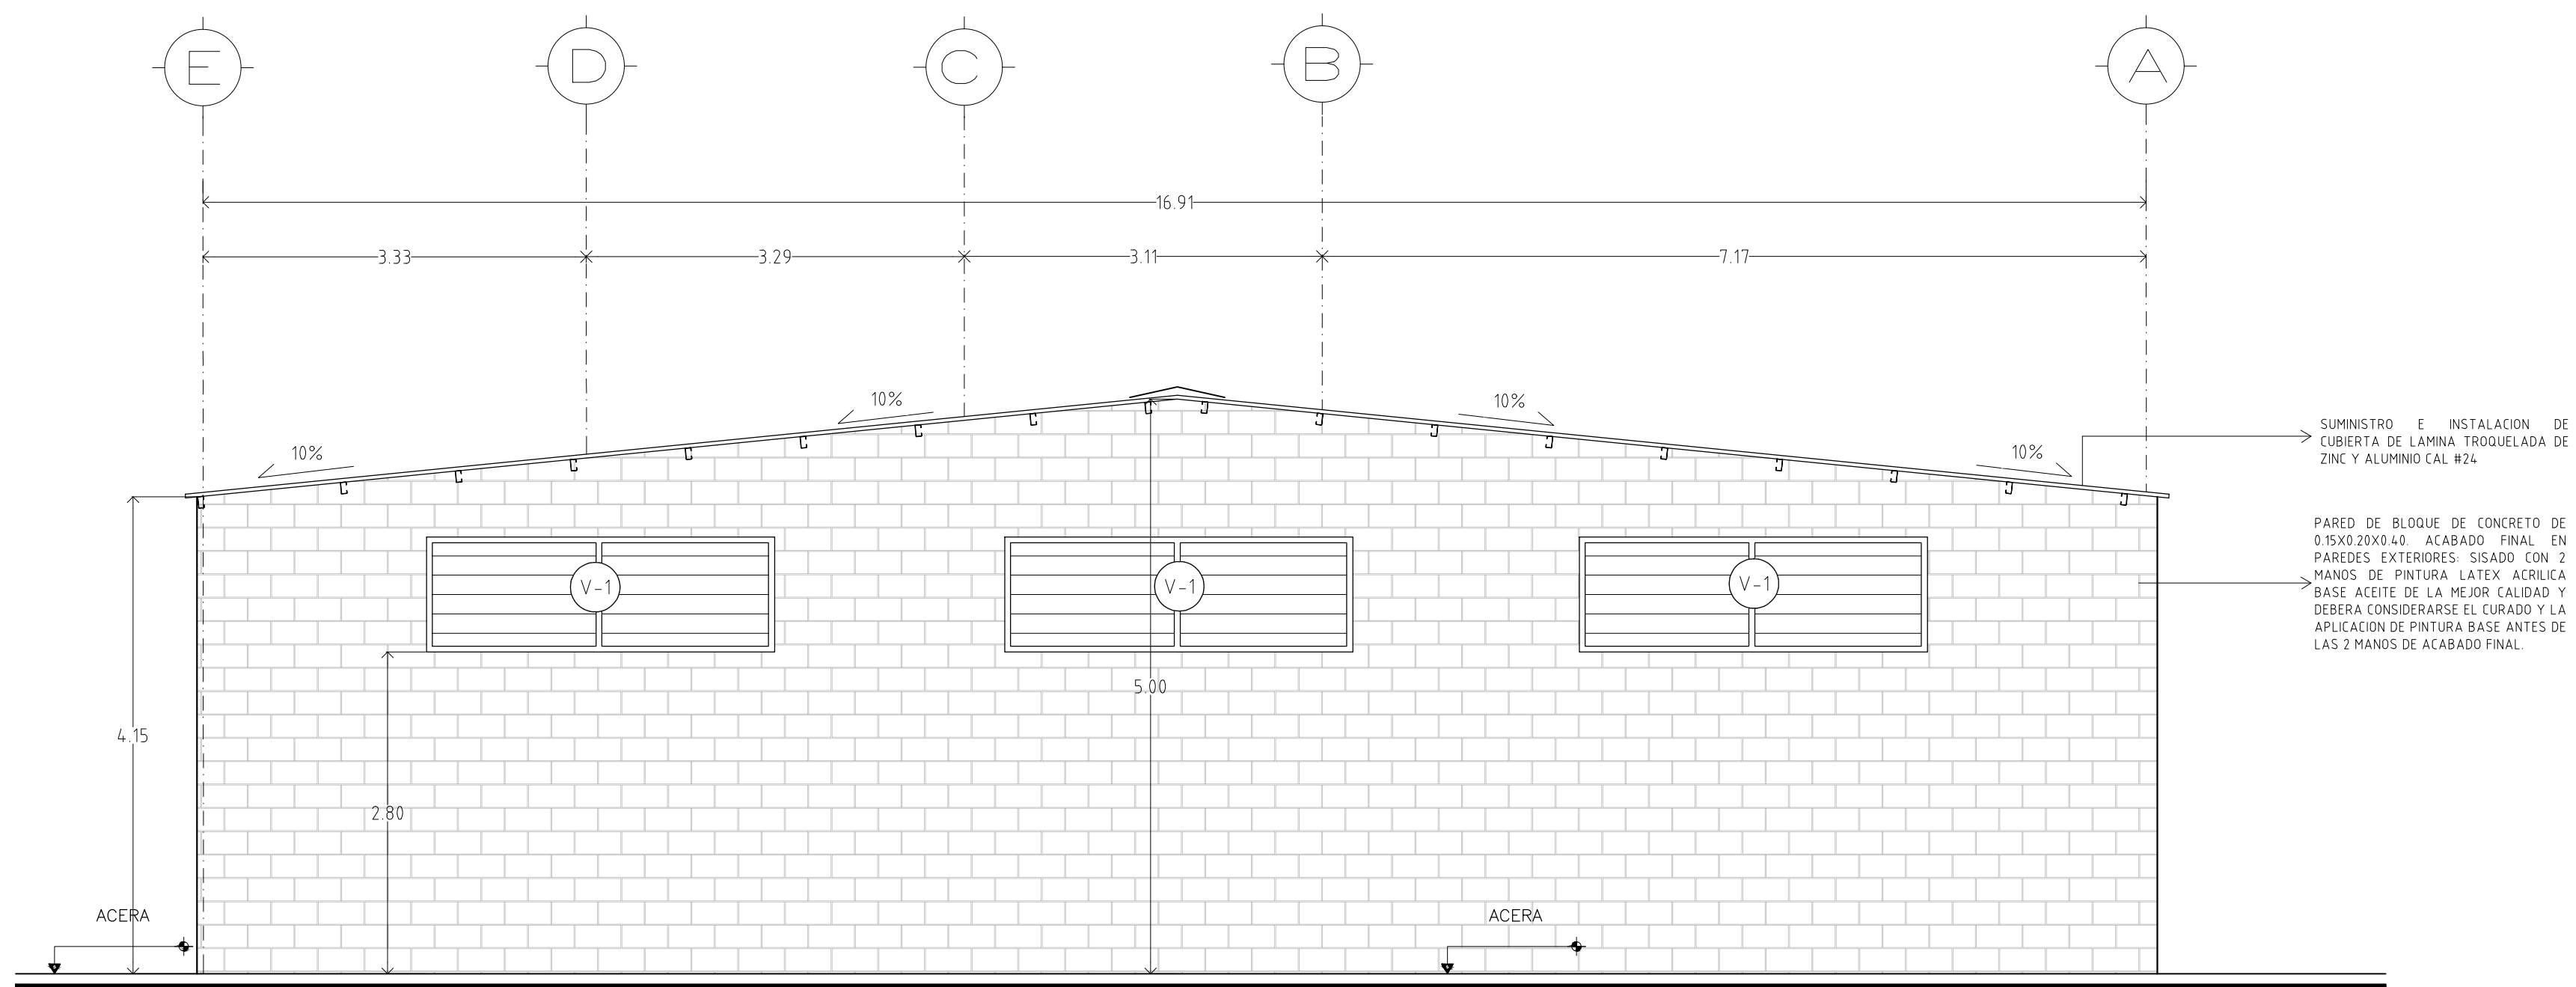 E
D
C
B
A
16.91
3.33
3.29
3.11
7.17
10%
10%
10%
10%
SUMINISTRO E INSTALACION DE
CUBIERTA DE LAMINA TROQUELADA DE
ZINC Y ALUMINIO CAL #24
PARED DE BLOQUE DE CONCRETO DE
0.15X0.20X0.40. ACABADO FINAL EN
PAREDES EXTERIORES: SISADO CON 2
MANOS DE PINTURA LATEX ACRILICA
BASE ACEITE DE LA MEJOR CALIDAD Y
DEBERA CONSIDERARSE EL CURADO Y LA
APLICACION DE PINTURA BASE ANTES DE
LAS 2 MANOS DE ACABADO FINAL.
V-1
V-1
V-1
5.00
4.15
2.80
ACERA
ACERA